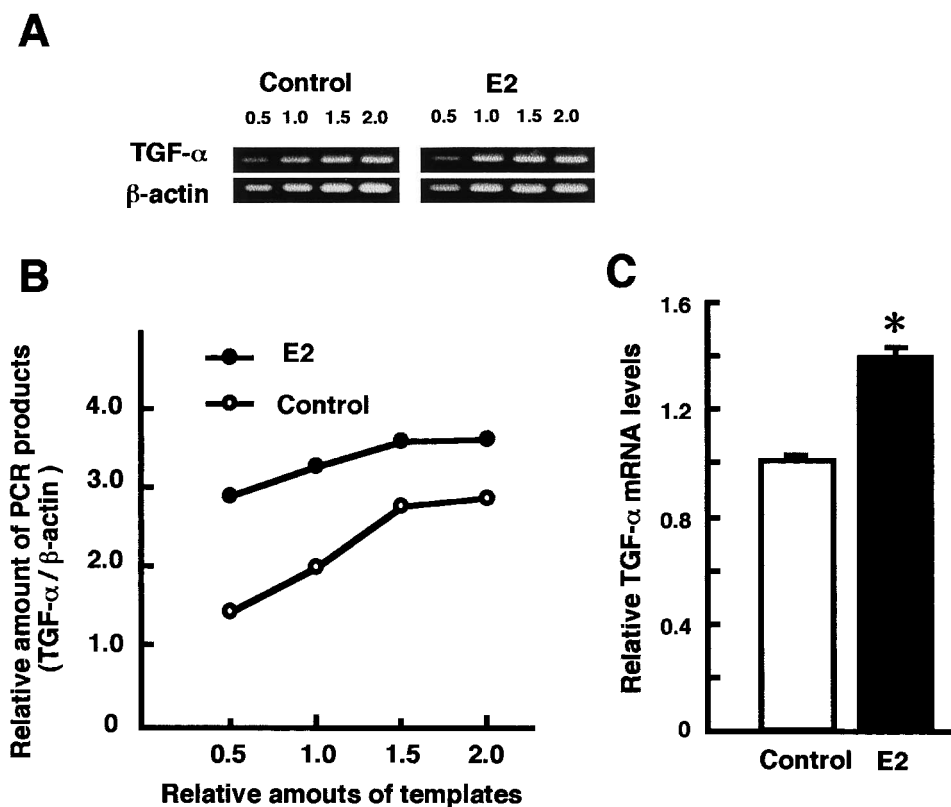 A
Control E2
0.5 1.0 1.5 2.0 0.5 1.0 1.5 2.0
TGF-α
β-actin
B
Relative amount of PCR products
(TGF-α / β-actin )
4.0
3.0
2.0
1.0
0
E2
Control
0.5 1.0 1.5 2.0
Relative amouts of templates
C
Relative TGF-α mRNA levels
1.6
1.2
0.8
0.4
0
*
Control E2